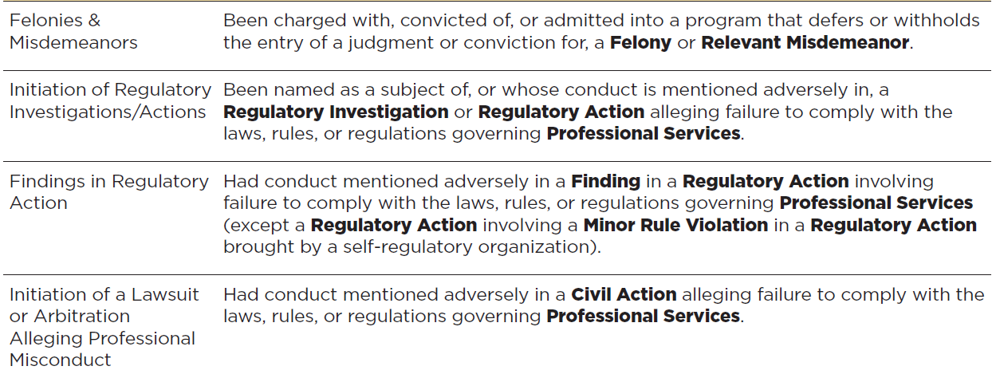 Felonies &
Misdemeanors
Been charged with, convicted of, or admitted into a program that defers or withholds
the entry of a judgment or conviction for, a Felony or Relevant Misdemeanor.
Initiation of Regulatory
Investigations/Actions
Been named as a subject of, or whose conduct is mentioned adversely in, a
Regulatory Investigation or Regulatory Action alleging failure to comply with the
laws, rules, or regulations governing Professional Services.
Findings in Regulatory
Action
Had conduct mentioned adversely in a Finding in a Regulatory Action involving
failure to comply with the laws, rules, or regulations governing Professional Services
(except a Regulatory Action involving a Minor Rule Violation in a Regulatory Action
brought by a self-regulatory organization).
Initiation of a Lawsuit
or Arbitration
Alleging Professional
Misconduct
Had conduct mentioned adversely in a Civil Action alleging failure to comply with the
laws, rules, or regulations governing Professional Services.